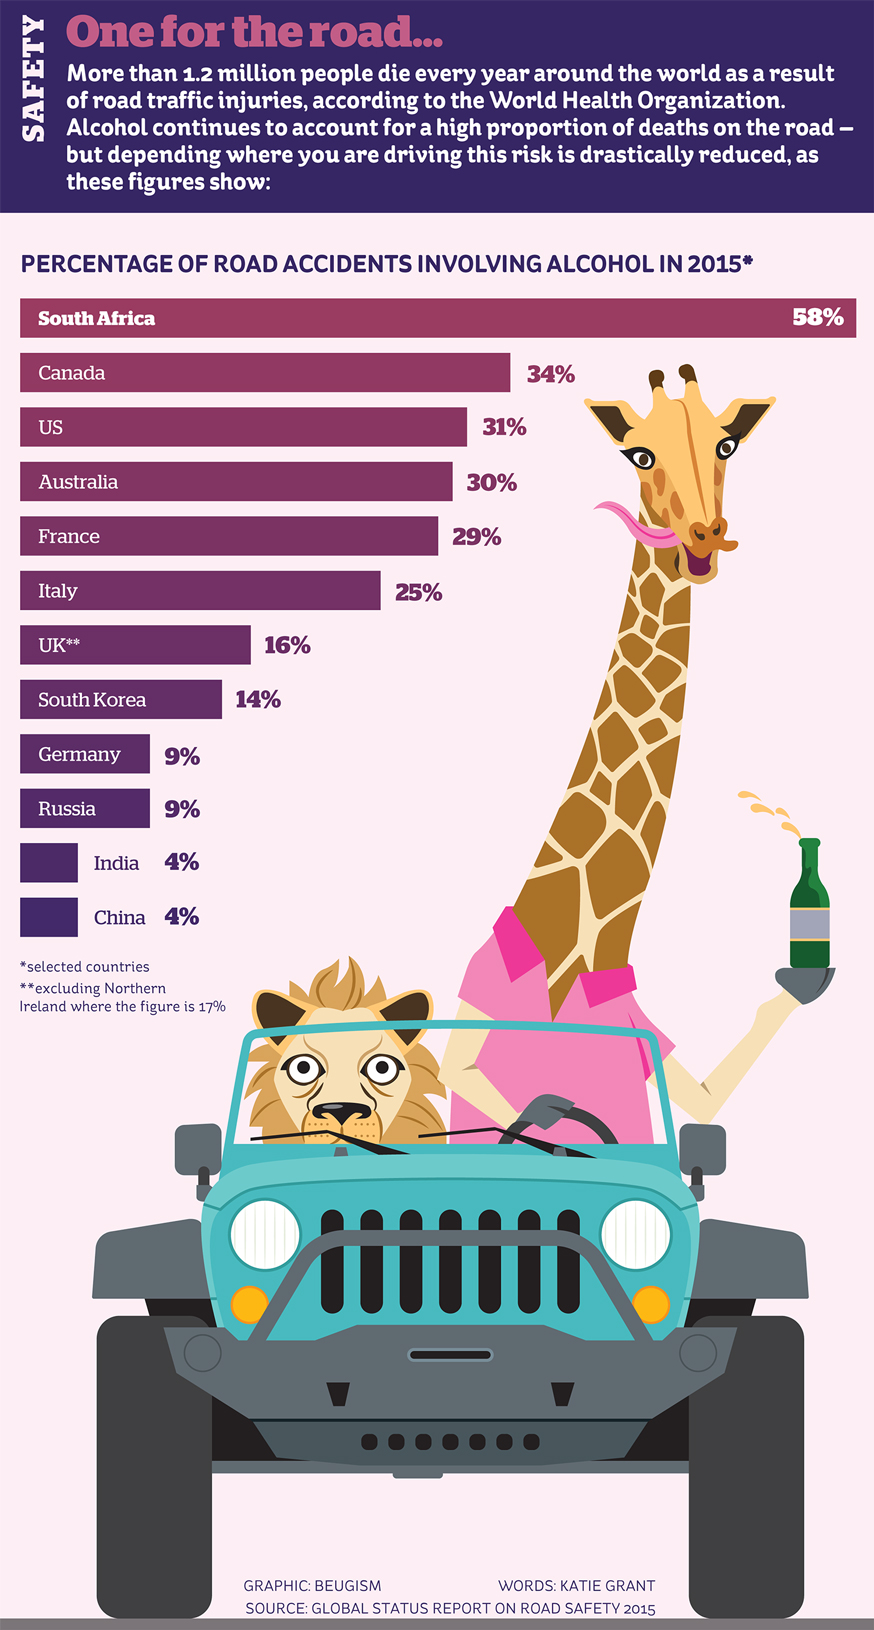 SAFETY
One for the road...
More than 1.2 million people die every year around the world as a result
of road traffic injuries, according to the World Health Organization.
Alcohol continues to account for a high proportion of deaths on the road –
but depending where you are driving this risk is drastically reduced, as
these figures show:
PERCENTAGE OF ROAD ACCIDENTS INVOLVING ALCOHOL IN 2015*
South Africa 58%
Canada 34%
US 31%
Australia 30%
France 29%
Italy 25%
UK** 16%
South Korea 14%
Germany 9%
Russia 9%
India 4%
China 4%
*selected countries
**excluding Northern
Ireland where the figure is 17%
GRAPHIC: BEUGISM WORDS: KATIE GRANT
SOURCE: GLOBAL STATUS REPORT ON ROAD SAFETY 2015